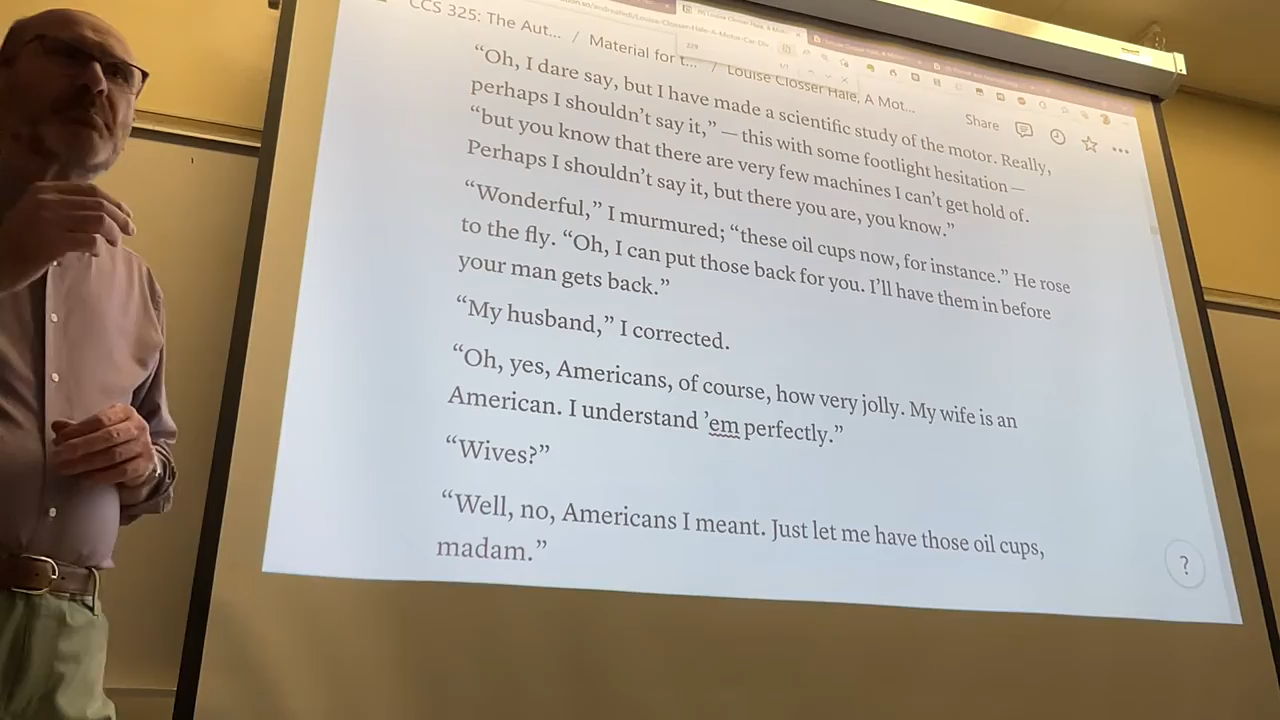 CCS 325: The Aut... / Material for t... / Louise Closser Hale, A Mot...
Share
“Oh, I dare say, but I have made a scientific study of the motor. Really,
perhaps I shouldn’t say it,” — this with some footlight hesitation —
“but you know that there are very few machines I can’t get hold of.
Perhaps I shouldn’t say it, but there you are, you know.”
“Wonderful,” I murmured; “these oil cups now, for instance.” He rose
to the fly. “Oh, I can put those back for you. I’ll have them in before
your man gets back.”
“My husband,” I corrected.
“Oh, yes, Americans, of course, how very jolly. My wife is an
American. I understand ’em perfectly.”
“Wives?”
“Well, no, Americans I meant. Just let me have those oil cups,
madam.”
?